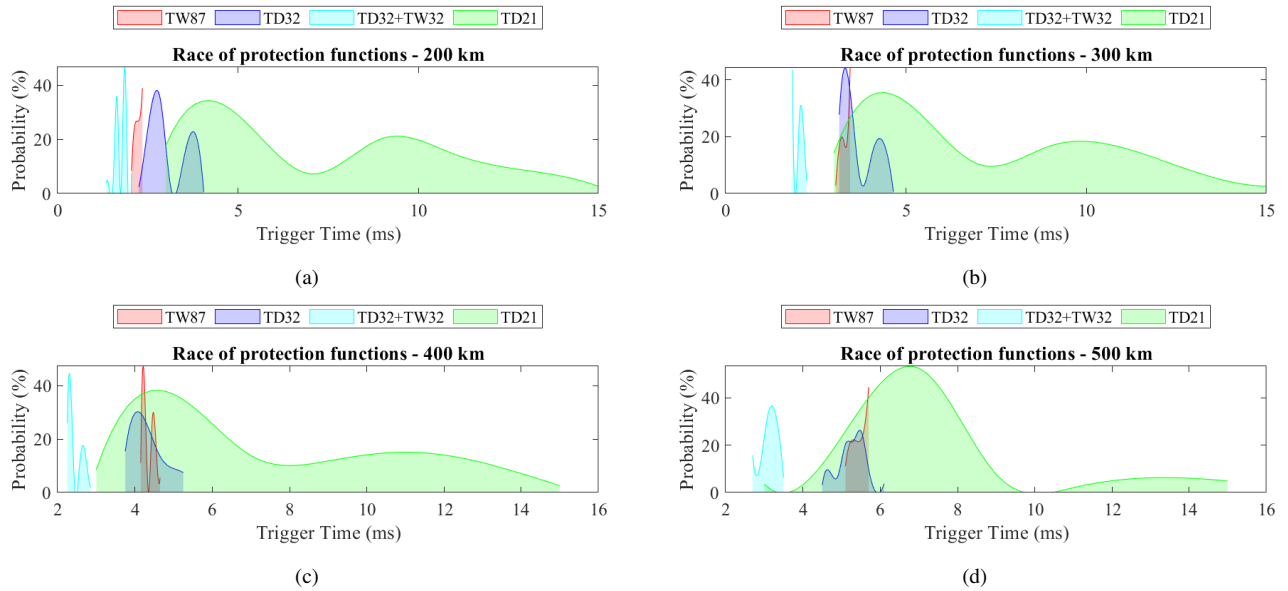 TW87 TD32 TD32+TW32 TD21
Race of protection functions - 200 km
Probability (%)
40
20
0
0 5 10 15
Trigger Time (ms)
(a)
TW87 TD32 TD32+TW32 TD21
Race of protection functions - 300 km
Probability (%)
40
20
0
0 5 10 15
Trigger Time (ms)
(b)
TW87 TD32 TD32+TW32 TD21
Race of protection functions - 400 km
Probability (%)
40
20
0
2 4 6 8 10 12 14 16
Trigger Time (ms)
(c)
TW87 TD32 TD32+TW32 TD21
Race of protection functions - 500 km
Probability (%)
40
20
0
2 4 6 8 10 12 14 16
Trigger Time (ms)
(d)